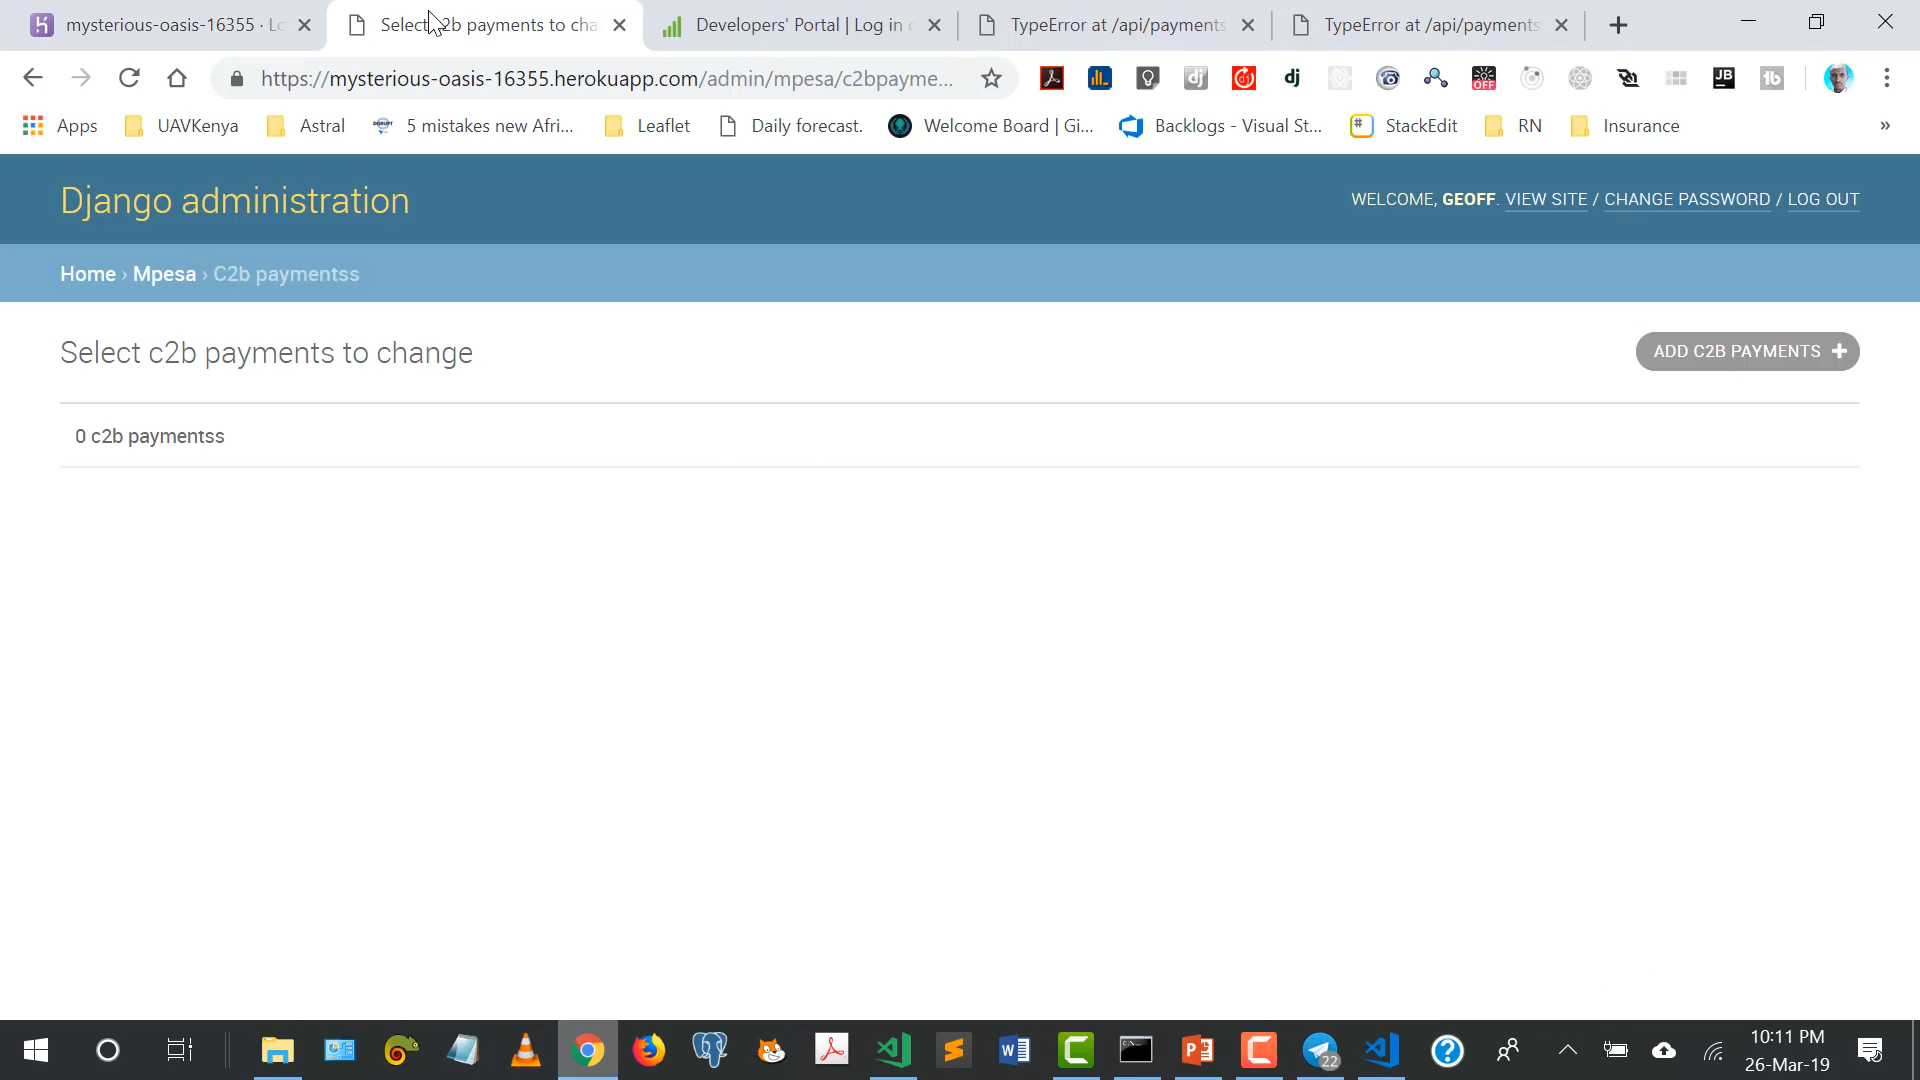 mysterious-oasis-16355 · Lo
Select c2b payments to cha
Developers' Portal | Log in o
TypeError at /api/payments
TypeError at /api/payments
https://mysterious-oasis-16355.herokuapp.com/admin/mpesa/c2bpayme...
OFF
JB
Apps
UAVKenya
Astral
5 mistakes new Afri...
Leaflet
Daily forecast.
Welcome Board | Gi...
Backlogs - Visual St...
StackEdit
RN
Insurance
»
Django administration
WELCOME, GEOFF. VIEW SITE / CHANGE PASSWORD / LOG OUT
Home › Mpesa › C2b paymentss
Select c2b payments to change
ADD C2B PAYMENTS +
0 c2b paymentss
22
10:11 PM
26-Mar-19